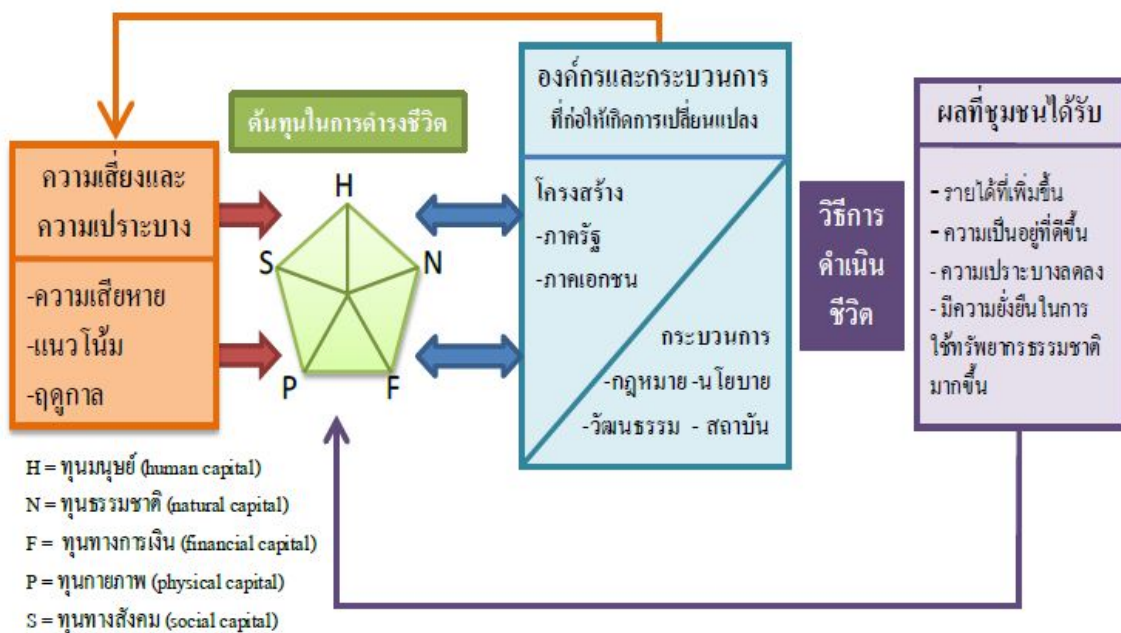 ต้นทุนในการดำรงชีวิต
ความเสี่ยงและ
ความเปราะบาง
-ความเสียหาย
-แนวโน้ม
-ฤดูกาล
H
S
N
P
F
องค์กรและกระบวนการ
ที่ก่อให้เกิดการเปลี่ยนแปลง
โครงสร้าง
-ภาครัฐ
-ภาคเอกชน
กระบวนการ
-กฎหมาย -นโยบาย
-วัฒนธรรม - สถาบัน
วิธีการ
ดำเนิน
ชีวิต
ผลที่ชุมชนได้รับ
- รายได้ที่เพิ่มขึ้น
- ความเป็นอยู่ที่ดีขึ้น
- ความเปราะบางลดลง
- มีความยั่งยืนในการ
ใช้ทรัพยากรธรรมชาติ
มากขึ้น
H = ทุนมนุษย์ (human capital)
N = ทุนธรรมชาติ (natural capital)
F = ทุนทางการเงิน (financial capital)
P = ทุนกายภาพ (physical capital)
S = ทุนทางสังคม (social capital)